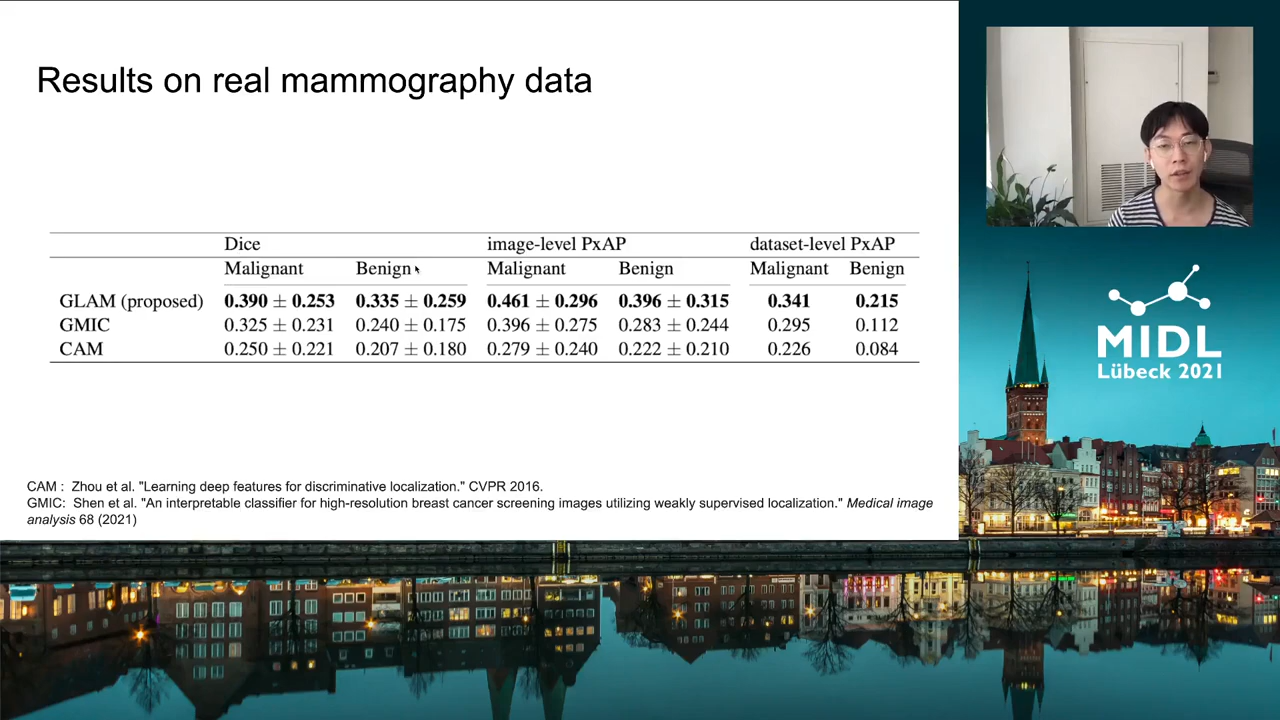 Results on real mammography data
Dice image-level PxAP dataset-level PxAP
Malignant Benign Malignant Benign Malignant Benign
GLAM (proposed) 0.390 ± 0.253 0.335 ± 0.259 0.461 ± 0.296 0.396 ± 0.315 0.341 0.215
GMIC 0.325 ± 0.231 0.240 ± 0.175 0.396 ± 0.275 0.283 ± 0.244 0.295 0.112
CAM 0.250 ± 0.221 0.207 ± 0.180 0.279 ± 0.240 0.222 ± 0.210 0.226 0.084
CAM : Zhou et al. "Learning deep features for discriminative localization." CVPR 2016.
GMIC: Shen et al. "An interpretable classifier for high-resolution breast cancer screening images utilizing weakly supervised localization." Medical image
analysis 68 (2021)
MIDL
Lübeck 2021